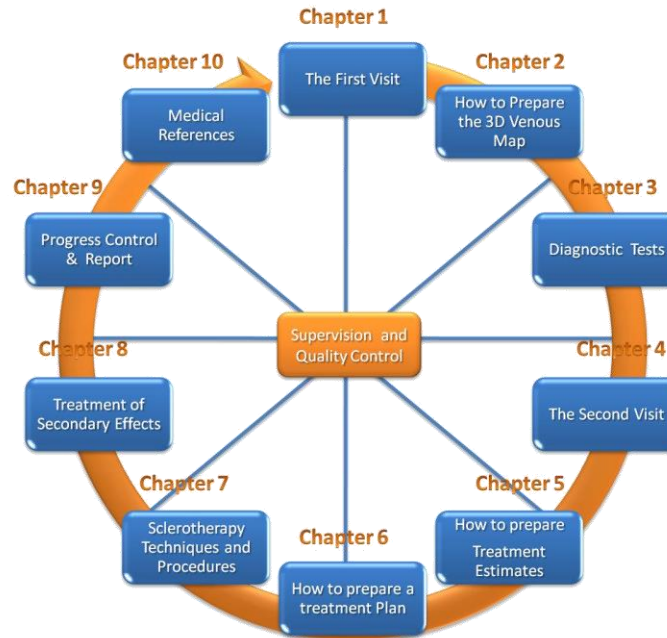 Chapter 1
The First Visit
Chapter 2
How to Prepare
the 3D Venous
Map
Chapter 3
Diagnostic Tests
Chapter 4
The Second Visit
Chapter 5
How to prepare
Treatment
Estimates
Chapter 6
How to prepare a
treatment Plan
Chapter 7
Sclerotherapy
Techniques and
Procedures
Chapter 8
Treatment of
Secondary Effects
Chapter 9
Progress Control
& Report
Chapter 10
Medical
References
Supervision and
Quality Control